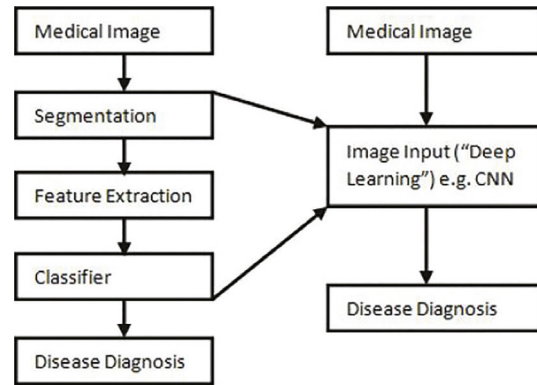 Medical Image
Segmentation
Feature Extraction
Classifier
Disease Diagnosis
Medical Image
Image Input (“Deep
Learning”) e.g. CNN
Disease Diagnosis